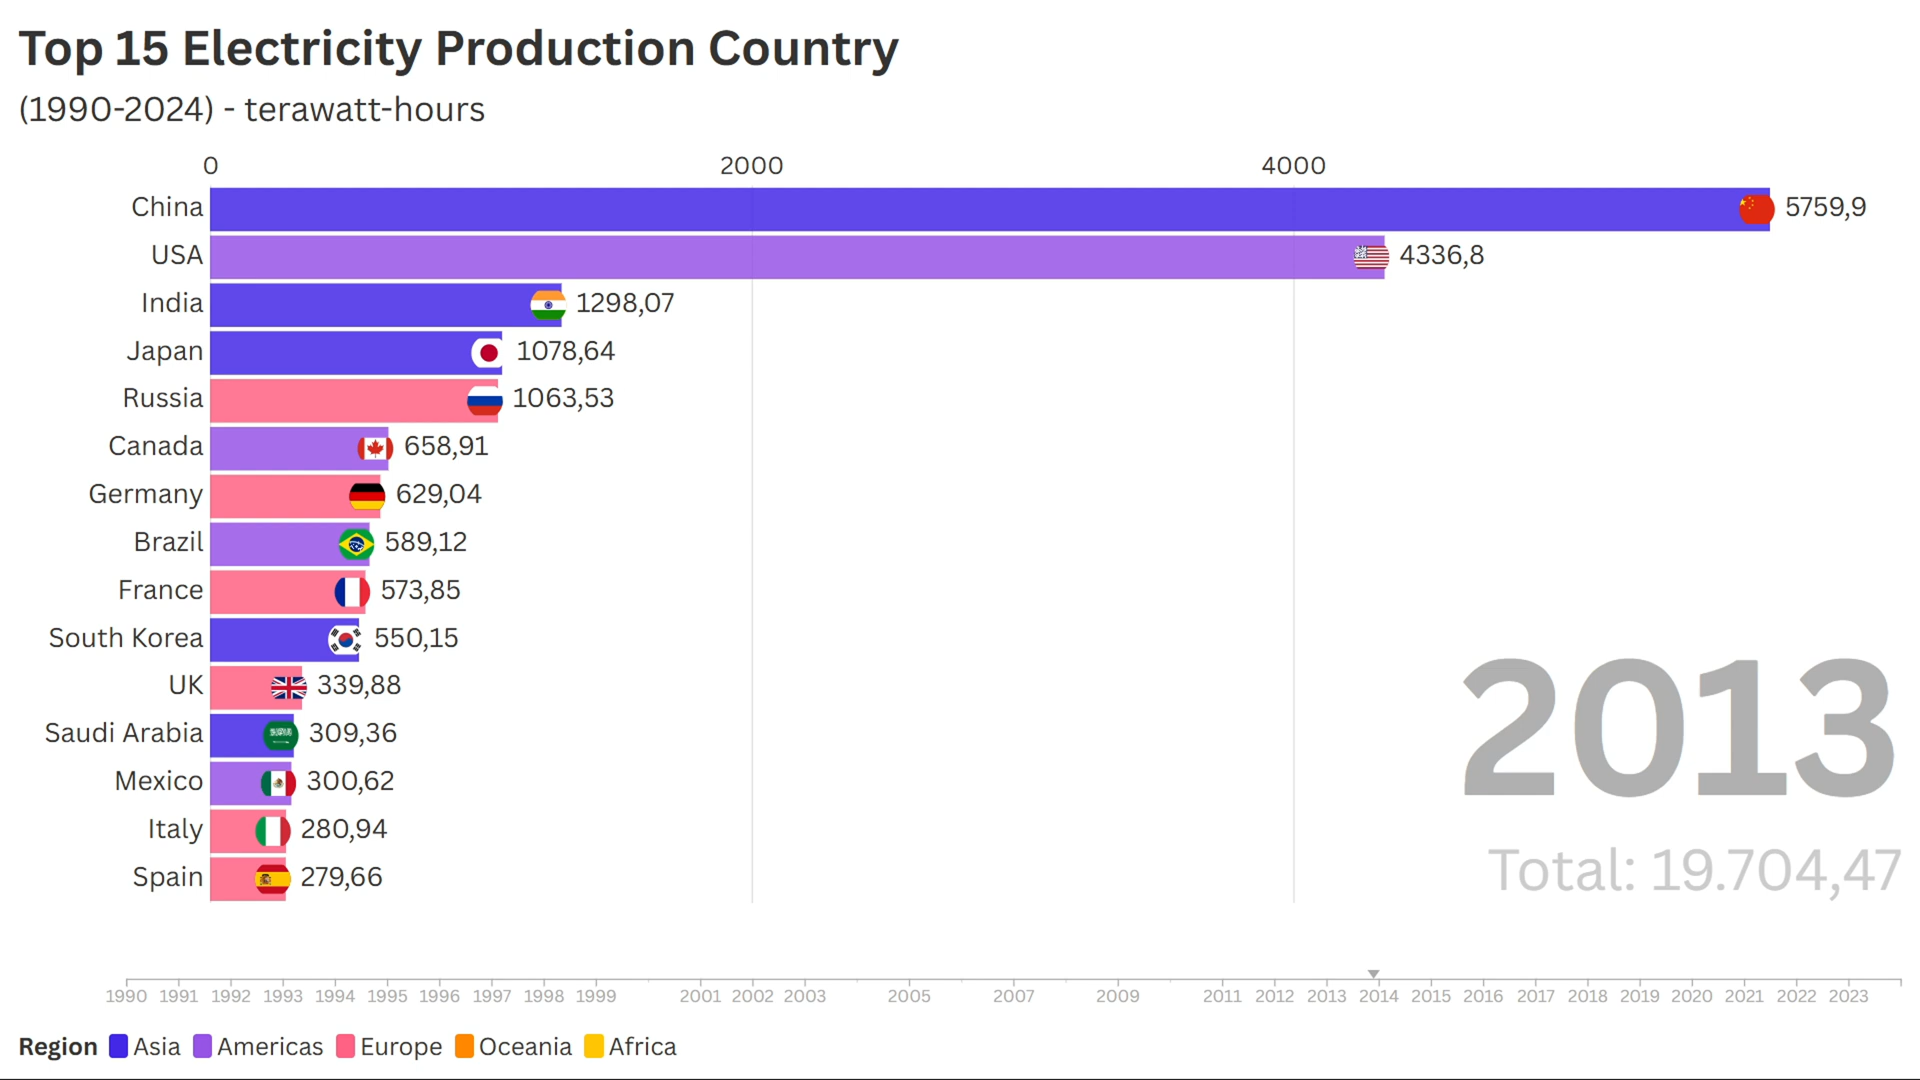 Top 15 Electricity Production Country
(1990-2024) - terawatt-hours
0 2000 4000
China 5759,9
USA 4336,8
India 1298,07
Japan 1078,64
Russia 1063,53
Canada 658,91
Germany 629,04
Brazil 589,12
France 573,85
South Korea 550,15
UK 339,88
Saudi Arabia 309,36
Mexico 300,62
Italy 280,94
Spain 279,66
2013
Total: 19.704,47
1990 1991 1992 1993 1994 1995 1996 1997 1998 1999 2001 2002 2003 2005 2007 2009 2011 2012 2013 2014 2015 2016 2017 2018 2019 2020 2021 2022 2023
Region Asia Americas Europe Oceania Africa